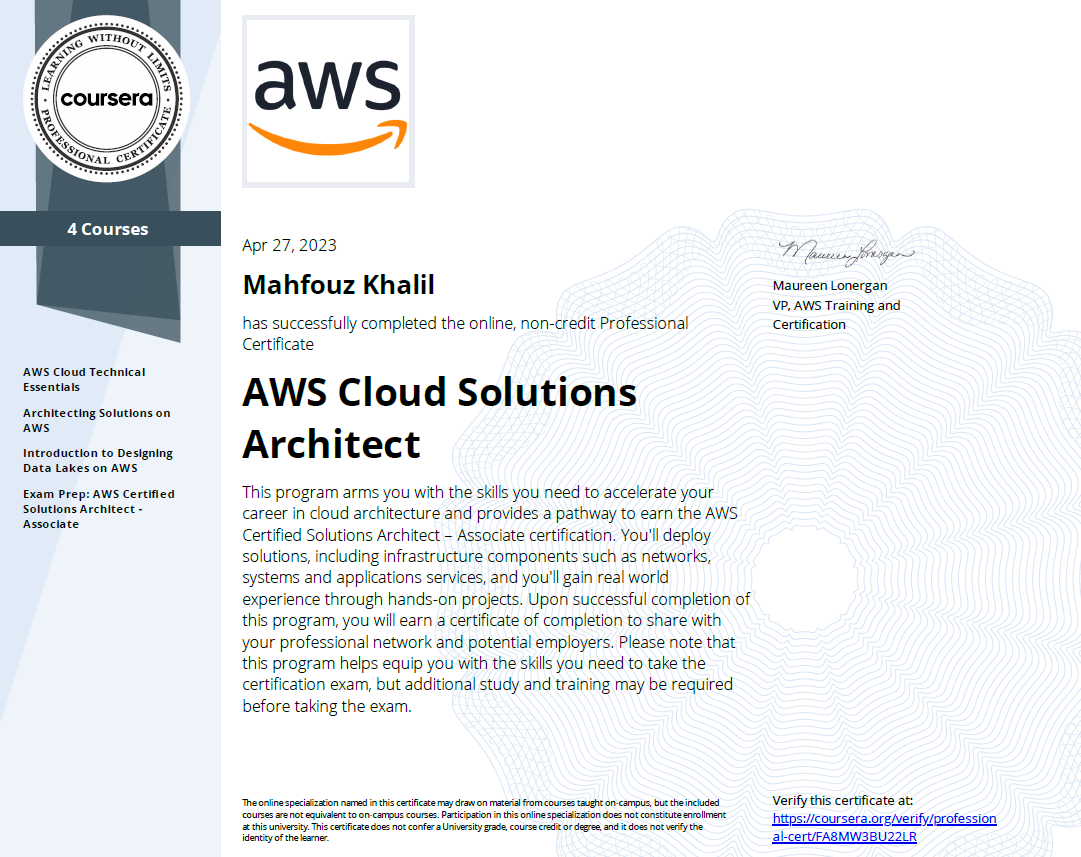 LEARNING WITHOUT LIMITS
coursera
PROFESSIONAL CERTIFICATE
4 Courses
AWS Cloud Technical
Essentials
Architecting Solutions on
AWS
Introduction to Designing
Data Lakes on AWS
Exam Prep: AWS Certified
Solutions Architect -
Associate
aws
Apr 27, 2023
Mahfouz Khalil
has successfully completed the online, non-credit Professional
Certificate
AWS Cloud Solutions
Architect
This program arms you with the skills you need to accelerate your
career in cloud architecture and provides a pathway to earn the AWS
Certified Solutions Architect – Associate certification. You'll deploy
solutions, including infrastructure components such as networks,
systems and applications services, and you'll gain real world
experience through hands-on projects. Upon successful completion of
this program, you will earn a certificate of completion to share with
your professional network and potential employers. Please note that
this program helps equip you with the skills you need to take the
certification exam, but additional study and training may be required
before taking the exam.
Maureen Lonergan
Maureen Lonergan
VP, AWS Training and
Certification
The online specialization named in this certificate may draw on material from courses taught on-campus, but the included
courses are not equivalent to on-campus courses. Participation in this online specialization does not constitute enrollment
at this university. This certificate does not confer a University grade, course credit or degree, and it does not verify the
identity of the learner.
Verify this certificate at:
https://coursera.org/verify/profession
al-cert/FA8MW3BU22LR